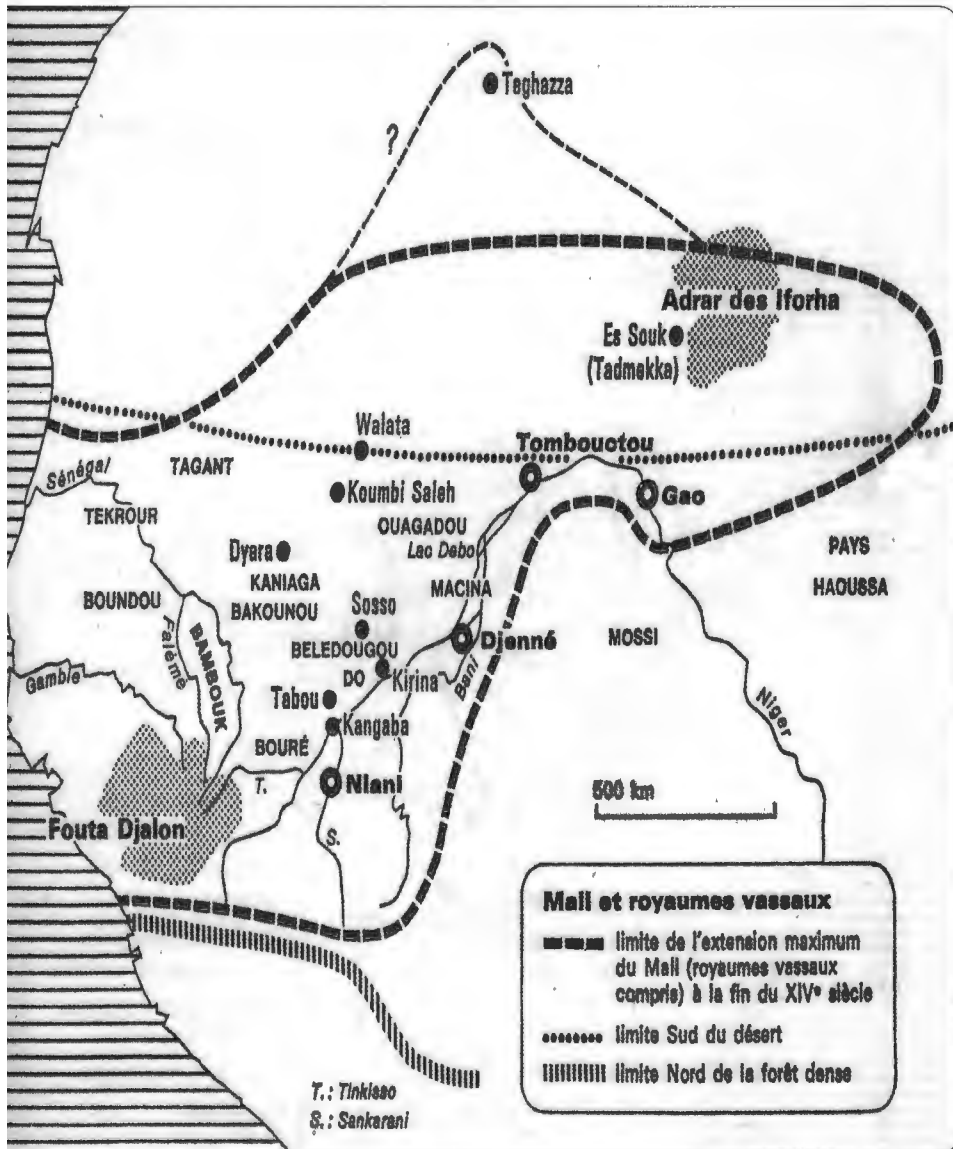 Teghazza
?
Adrar des Iforha
Es Souk
(Tadmekka)
Walata
Tombouctou
Sénégal
TAGANT
Koumbi Saleh
Gao
TEKROUR
OUAGADOU
Lac Debo
Dyara
KANIAGA
PAYS
HAOUSSA
BOUNDOU
BAKOUNOU
MACINA
Sosso
Falémé
BAMBOUK
BELEDOUGOU
Djenné
MOSSI
DO
Kirina
Bani
Gambie
Tabou
Kangaba
Niger
BOURÉ
T.
Niani
500 km
Fouta Djalon
S.
Mali et royaumes vassaux
limite de l'extension maximum
du Mali (royaumes vassaux
compris) à la fin du XIVe siècle
limite Sud du désert
limite Nord de la forêt dense
T. : Tinkisso
S. : Sankarani